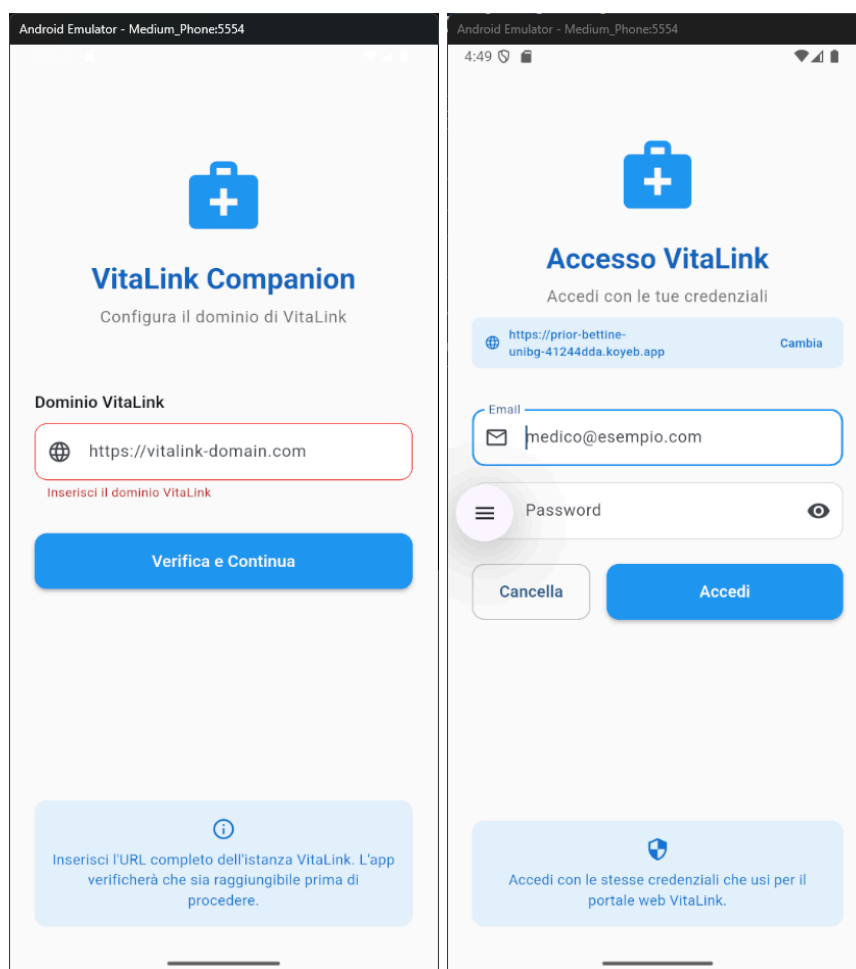 Android Emulator - Medium_Phone:5554
VitaLink Companion
Configura il dominio di VitaLink
Dominio VitaLink
https://vitalink-domain.com
Inserisci il dominio VitaLink
Verifica e Continua
Inserisci l'URL completo dell'istanza VitaLink. L'app
verificherà che sia raggiungibile prima di
procedere.
Android Emulator - Medium_Phone:5554
4:49
Accesso VitaLink
Accedi con le tue credenziali
https://prior-bettine-
unibg-41244dda.koyeb.app
Cambia
Email
medico@esempio.com
Password
Cancella
Accedi
Accedi con le stesse credenziali che usi per il
portale web VitaLink.